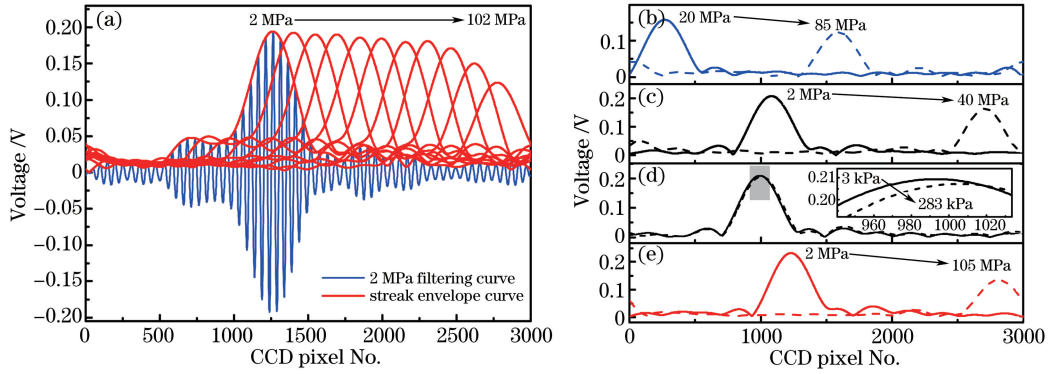 (a)
2 MPa
102 MPa
0.20
0.15
0.10
0.05
0
−0.05
−0.10
−0.15
−0.20
Voltage /V
2 MPa filtering curve
streak envelope curve
0 500 1000 1500 2000 2500 3000
CCD pixel No.
(b)
20 MPa
85 MPa
0.1
0
(c)
2 MPa
40 MPa
0.2
0.1
0
Voltage /V
(d)
0.2
0.1
0
0.21
0.20
3 kPa
283 kPa
960 980 1000 1020
(e)
2 MPa
105 MPa
0.2
0.1
0
0 1000 2000 3000
CCD pixel No.